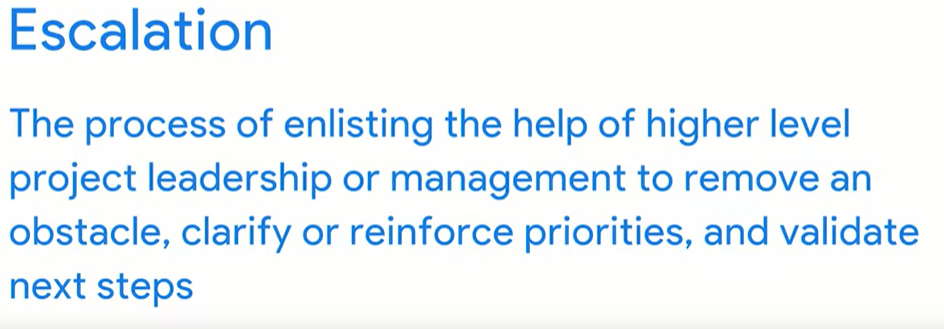 Escalation
The process of enlisting the help of higher level
project leadership or management to remove an
obstacle, clarify or reinforce priorities, and validate
next steps